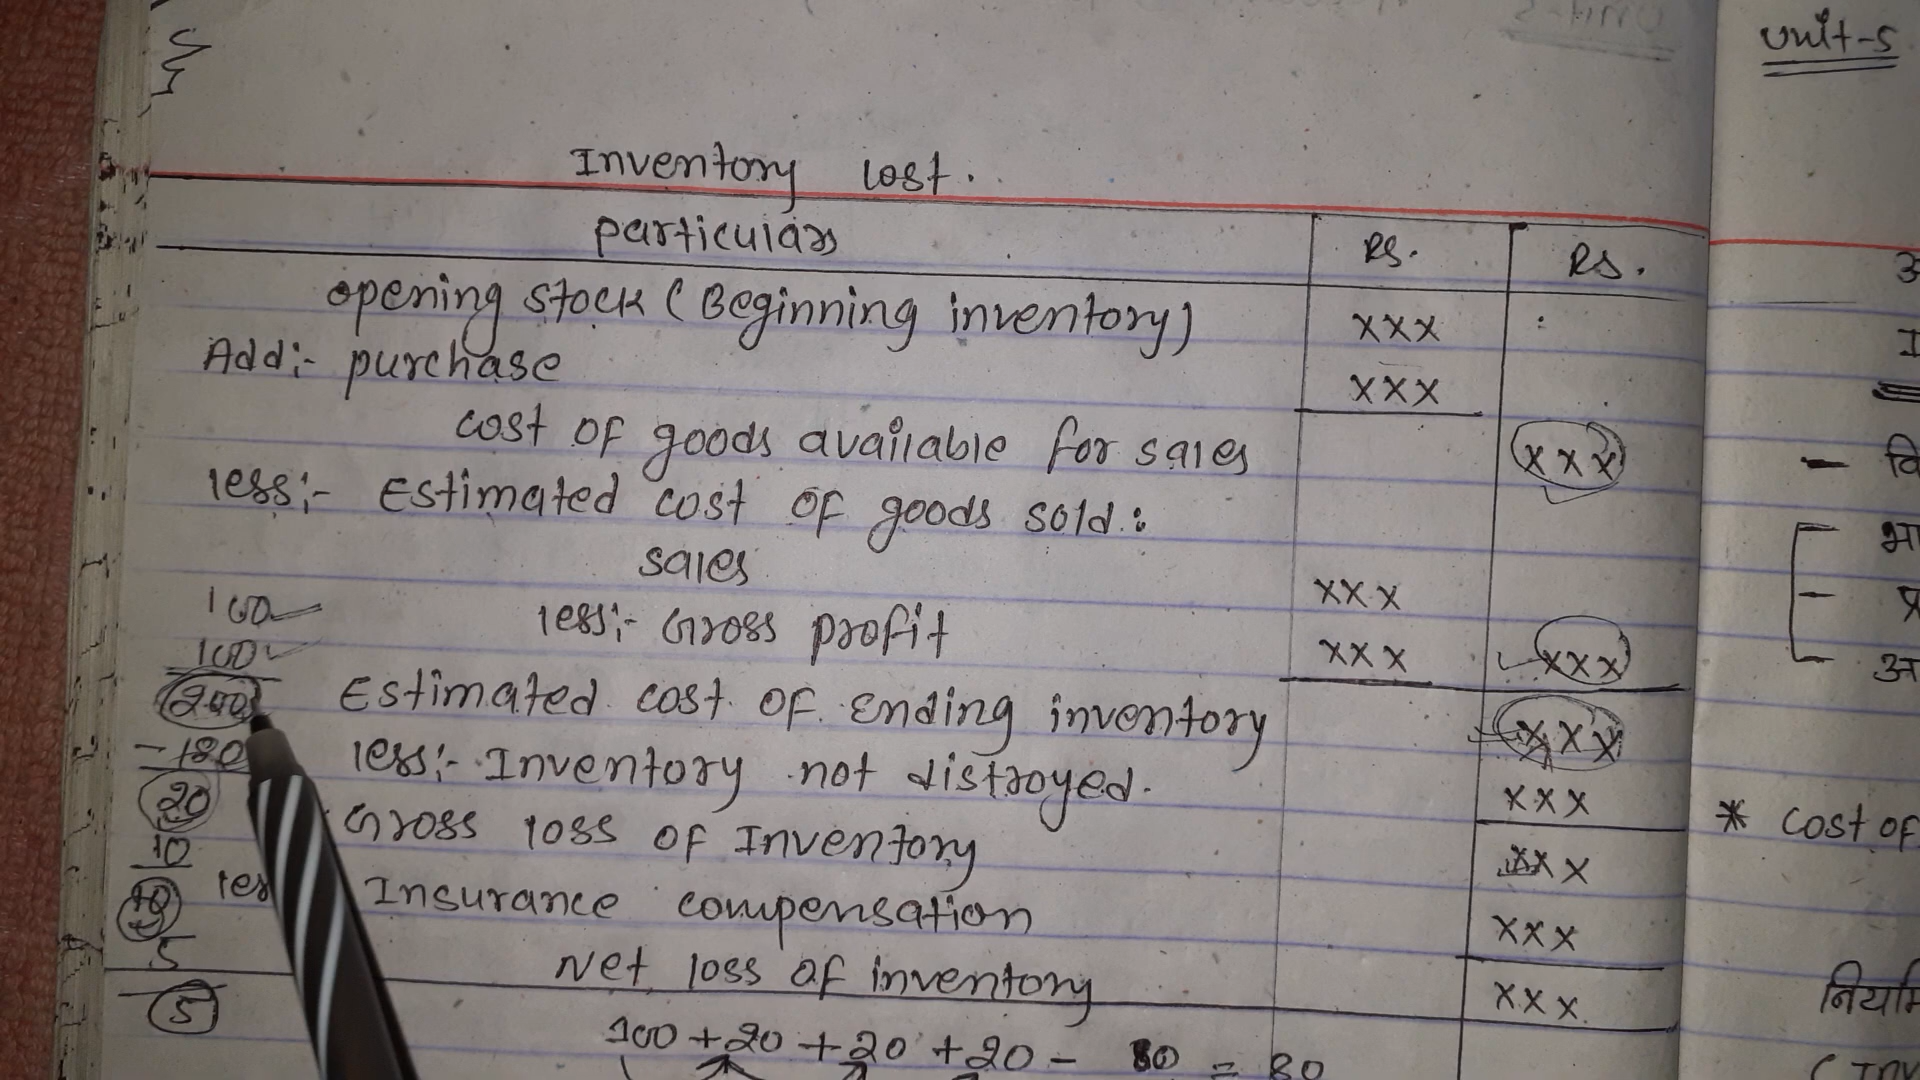 Unit-5
Inventory lost.
particulars Rs. Rs.
opening stock (Beginning inventory) xxx
Add:- purchase xxx
cost of goods available for sales xxx
less:- Estimated cost of goods sold:
sales xxx
100
less:- Gross profit xxx xxx
100
Estimated cost of Ending inventory xxx
200
less:- Inventory not distroyed. xxx
-180
Gross loss of Inventory xxx
20
10
Insurance compensation xxx
5
Net loss of inventory xxx
5
100 + 20 + 20 + 20 - 80 = 80
* cost of